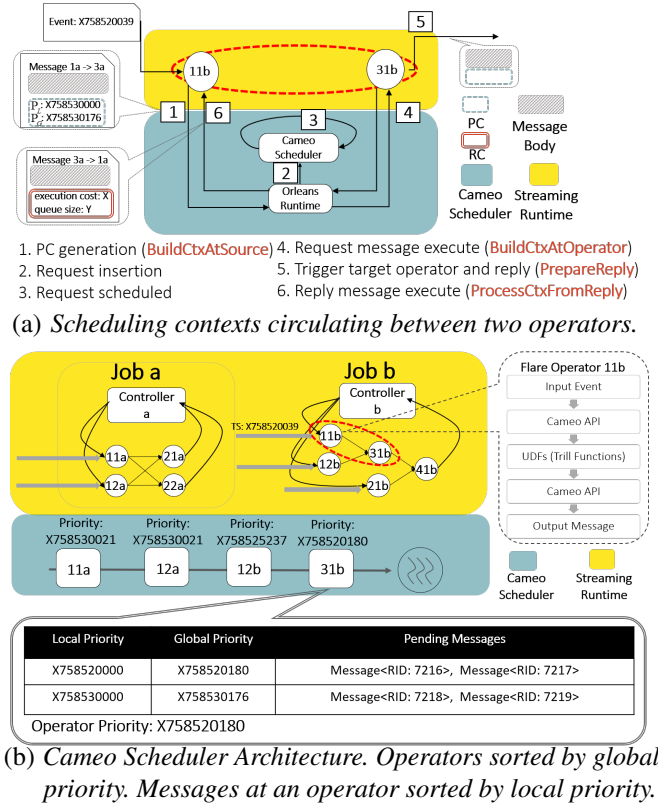 Event: X758520039
5
11b
31b
Message 1a -> 3a
P : X758530000
P : X758530176
1
6
3
4
Cameo
Scheduler
2
Orleans
Runtime
Message 3a -> 1a
execution cost: X
queue size: Y
PC
RC
Message
Body
Cameo
Scheduler
Streaming
Runtime
1. PC generation (BuildCtxAtSource)
2. Request insertion
3. Request scheduled
4. Request message execute (BuildCtxAtOperator)
5. Trigger target operator and reply (PrepareReply)
6. Reply message execute (ProcessCtxFromReply)
(a) Scheduling contexts circulating between two operators.
Job a
Controller
a
11a
21a
12a
22a
Job b
Controller
b
TS: X758520039
11b
31b
12b
41b
21b
Flare Operator 11b
Input Event
Cameo API
UDFs (Trill Functions)
Cameo API
Output Message
Priority:
X758530021
Priority:
X758530021
Priority:
X758525237
Priority:
X758520180
11a
12a
12b
31b
Cameo
Scheduler
Streaming
Runtime
Local Priority Global Priority Pending Messages
X758520000 X758520180 Message<RID: 7216>, Message<RID: 7217>
X758530000 X758530176 Message<RID: 7218>, Message<RID: 7219>
Operator Priority: X758520180
(b) Cameo Scheduler Architecture. Operators sorted by global
priority. Messages at an operator sorted by local priority.